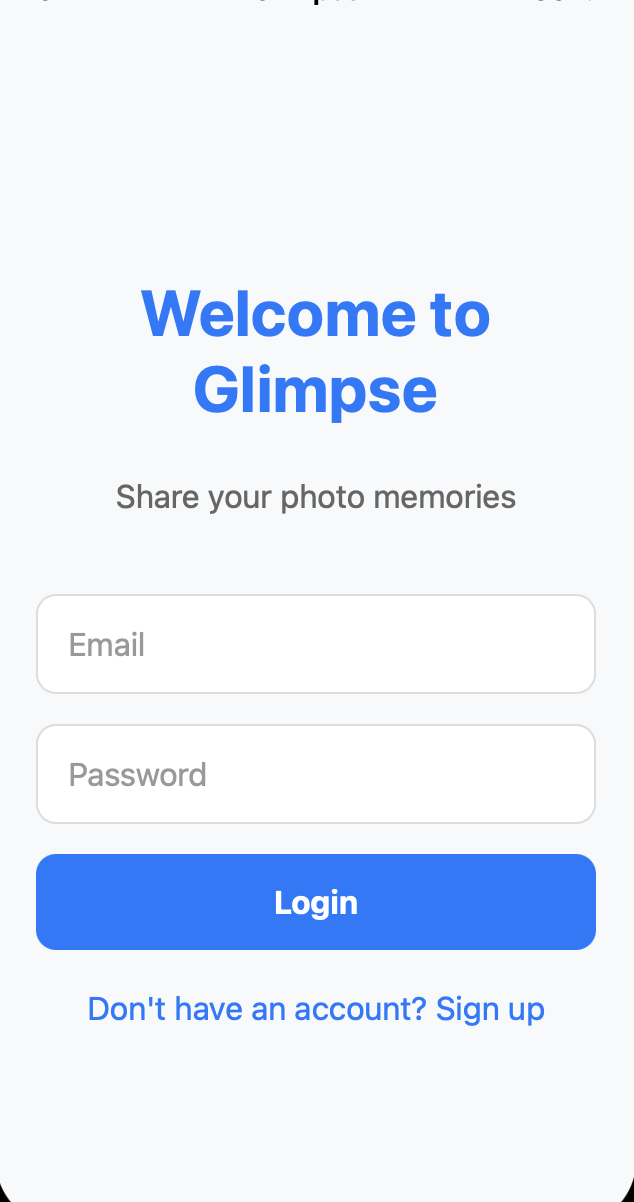 Welcome to
Glimpse
Share your photo memories
Email
Password
Login
Don't have an account? Sign up